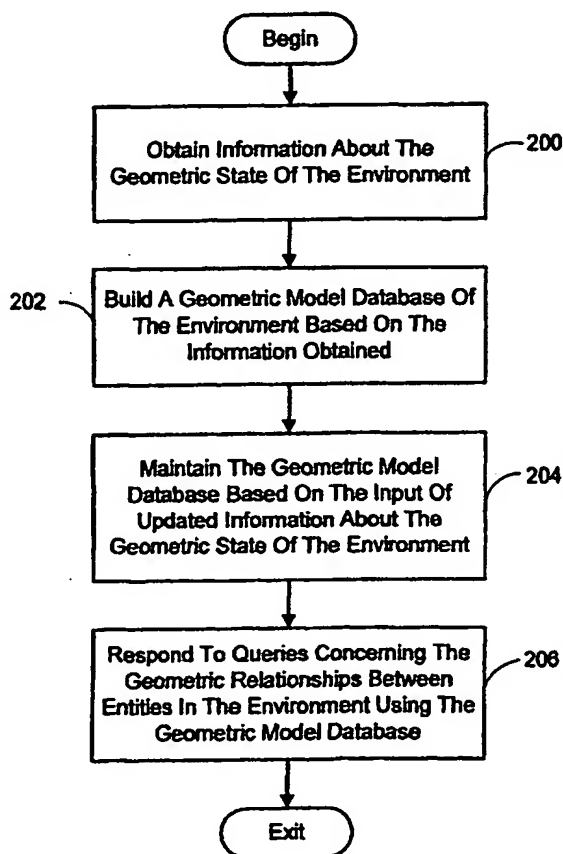 Begin
Obtain Information About The
Geometric State Of The Environment
200
202
Build A Geometric Model Database Of
The Environment Based On The
Information Obtained
Maintain The Geometric Model
Database Based On The Input Of
Updated Information About The
Geometric State Of The Environment
204
Respond To Queries Concerning The
Geometric Relationships Between
Entities In The Environment Using The
Geometric Model Database
206
Exit